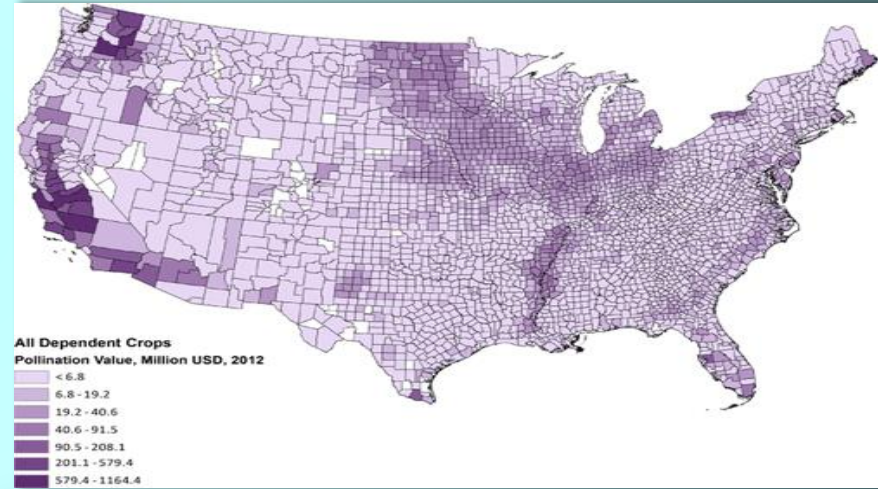 All Dependent Crops
Pollination Value, Million USD, 2012
< 6.8
6.8 - 19.2
19.2 - 40.6
40.6 - 91.5
90.5 - 208.1
201.1 - 579.4
579.4 - 1164.4